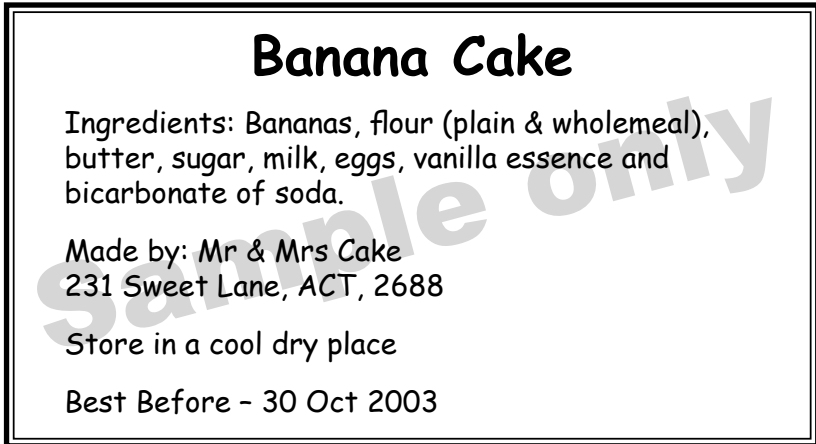 Banana Cake
Ingredients: Bananas, flour (plain & wholemeal),
butter, sugar, milk, eggs, vanilla essence and
bicarbonate of soda.
Made by: Mr & Mrs Cake
231 Sweet Lane, ACT, 2688
Store in a cool dry place
Best Before – 30 Oct 2003
Sample only